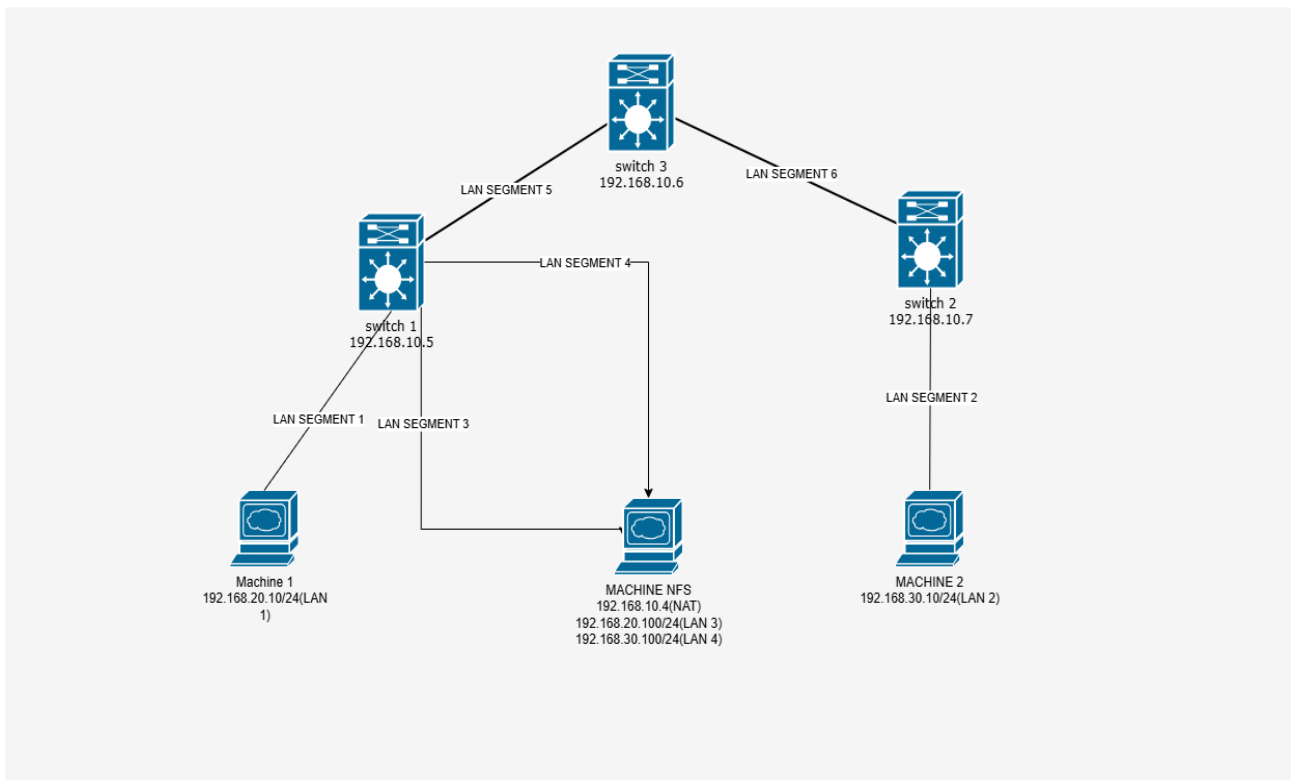 switch 3
192.168.10.6
LAN SEGMENT 5
LAN SEGMENT 6
LAN SEGMENT 4
switch 1
192.168.10.5
switch 2
192.168.10.7
LAN SEGMENT 1
LAN SEGMENT 3
LAN SEGMENT 2
Machine 1
192.168.20.10/24(LAN
1)
MACHINE NFS
192.168.10.4(NAT)
192.168.20.100/24(LAN 3)
192.168.30.100/24(LAN 4)
MACHINE 2
192.168.30.10/24(LAN 2)